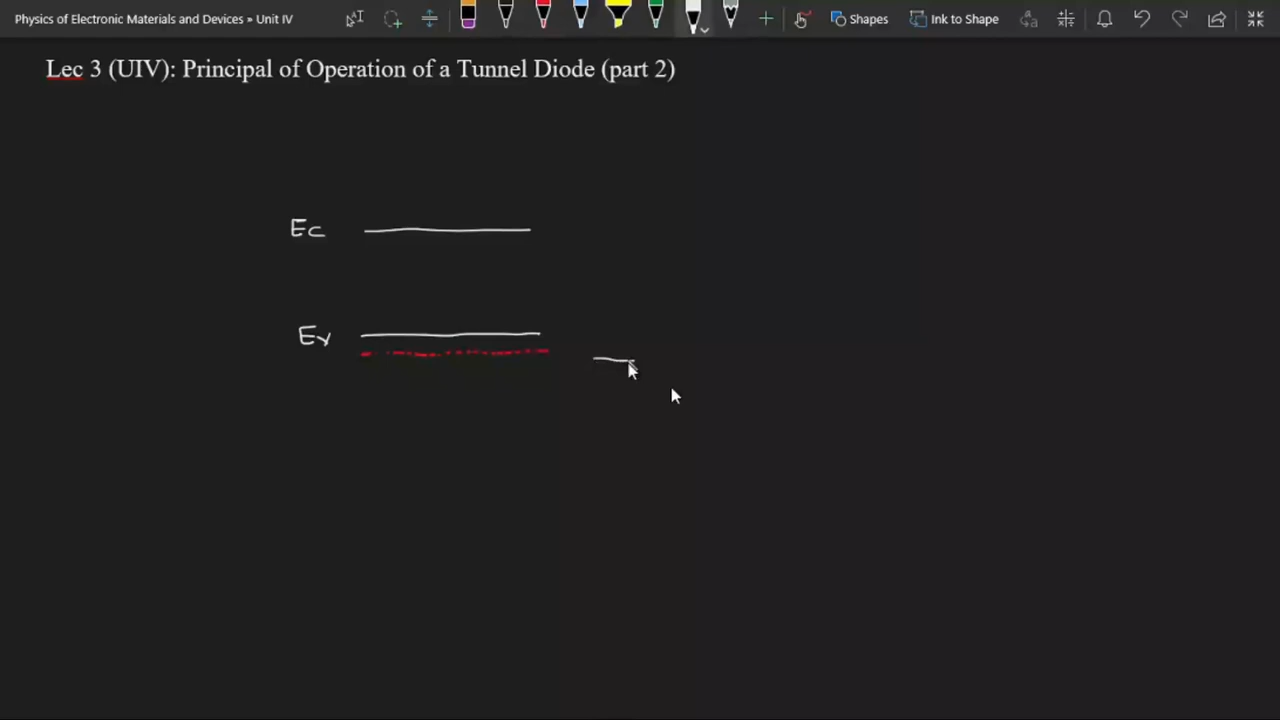 Physics of Electronic Materials and Devices » Unit IV
Shapes
Ink to Shape
Lec 3 (UIV): Principal of Operation of a Tunnel Diode (part 2)
Ec
Ev